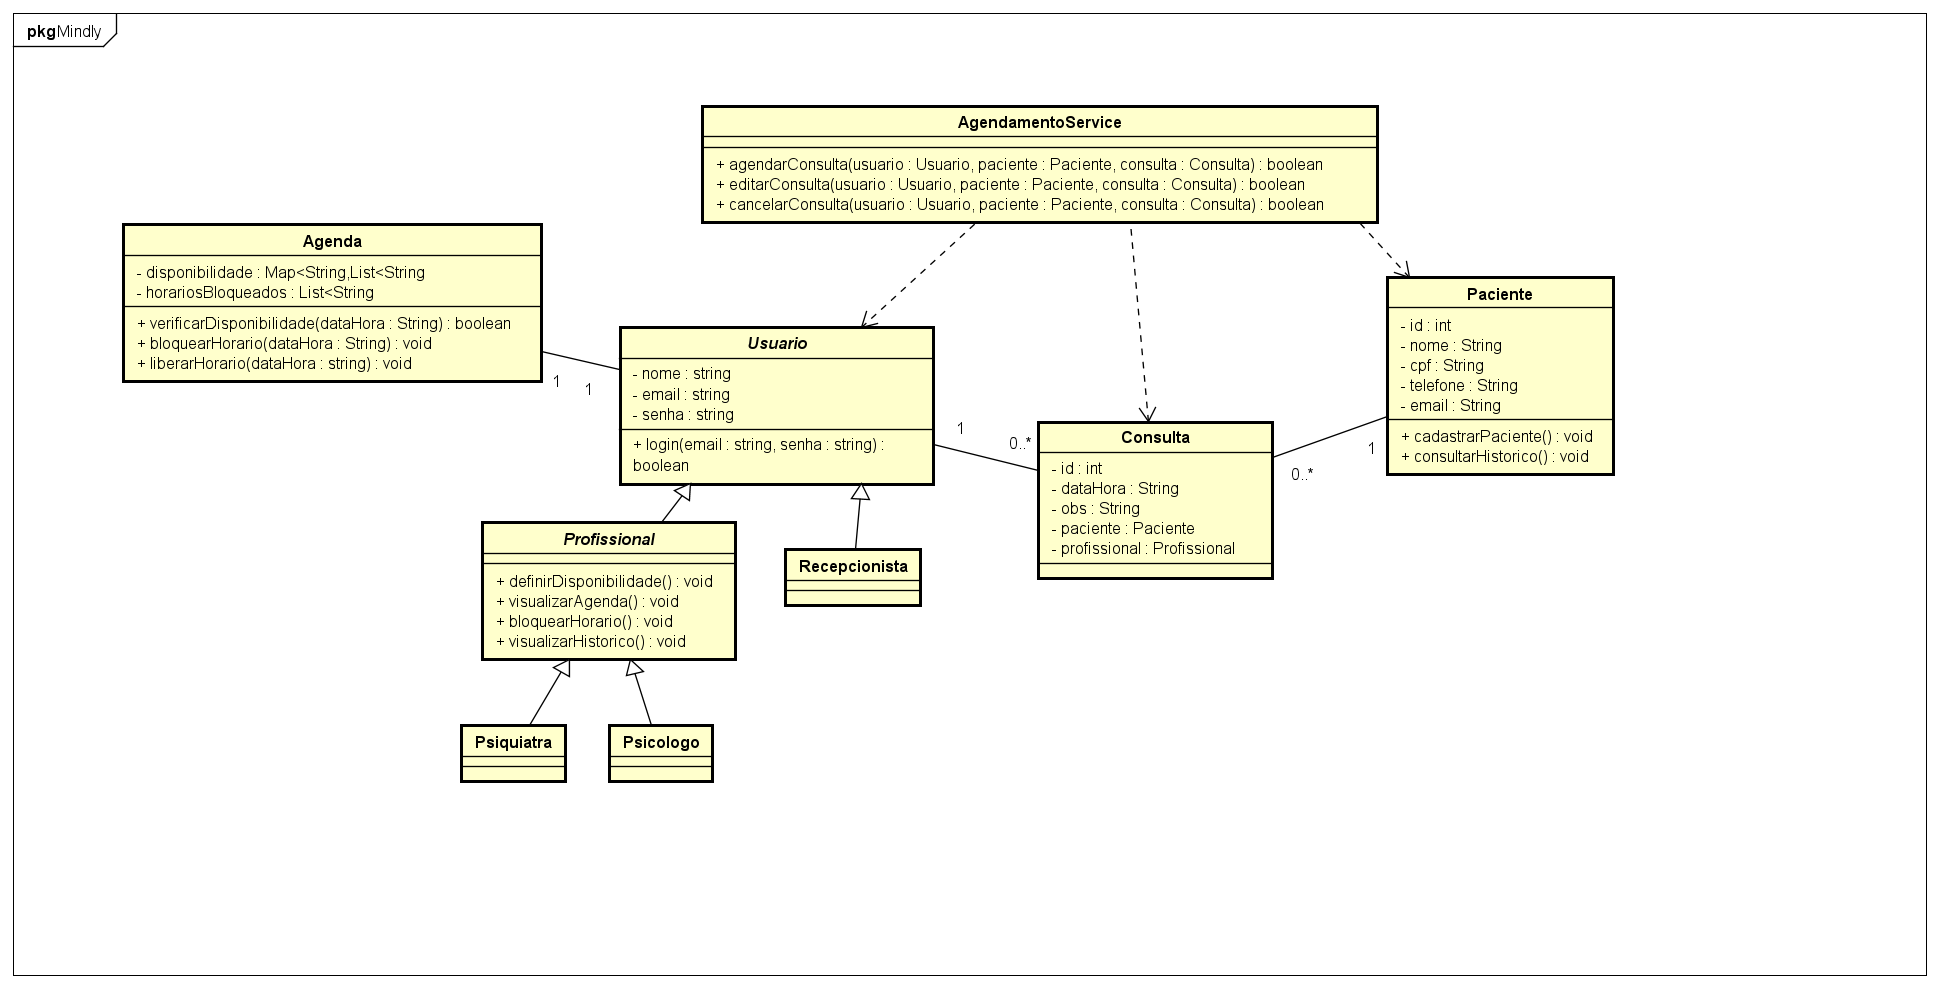 pkgMindly
AgendamentoService
+ agendarConsulta(usuario : Usuario, paciente : Paciente, consulta : Consulta) : boolean
+ editarConsulta(usuario : Usuario, paciente : Paciente, consulta : Consulta) : boolean
+ cancelarConsulta(usuario : Usuario, paciente : Paciente, consulta : Consulta) : boolean
Agenda
- disponibilidade : Map<String,List<String
- horariosBloqueados : List<String
+ verificarDisponibilidade(dataHora : String) : boolean
+ bloquearHorario(dataHora : String) : void
+ liberarHorario(dataHora : string) : void
1
1
Usuario
- nome : string
- email : string
- senha : string
+ login(email : string, senha : string) :
boolean
1
0..*
Paciente
- id : int
- nome : String
- cpf : String
- telefone : String
- email : String
+ cadastrarPaciente() : void
+ consultarHistorico() : void
1
0..*
Consulta
- id : int
- dataHora : String
- obs : String
- paciente : Paciente
- profissional : Profissional
Profissional
+ definirDisponibilidade() : void
+ visualizarAgenda() : void
+ bloquearHorario() : void
+ visualizarHistorico() : void
Recepcionista
Psiquiatra
Psicologo